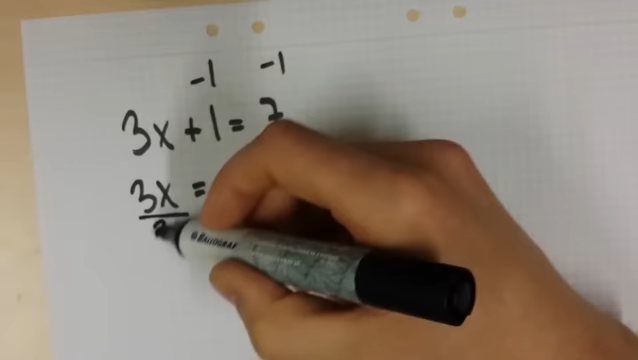 -1 -1
3x+1=7
3x =
BALLOGRAF